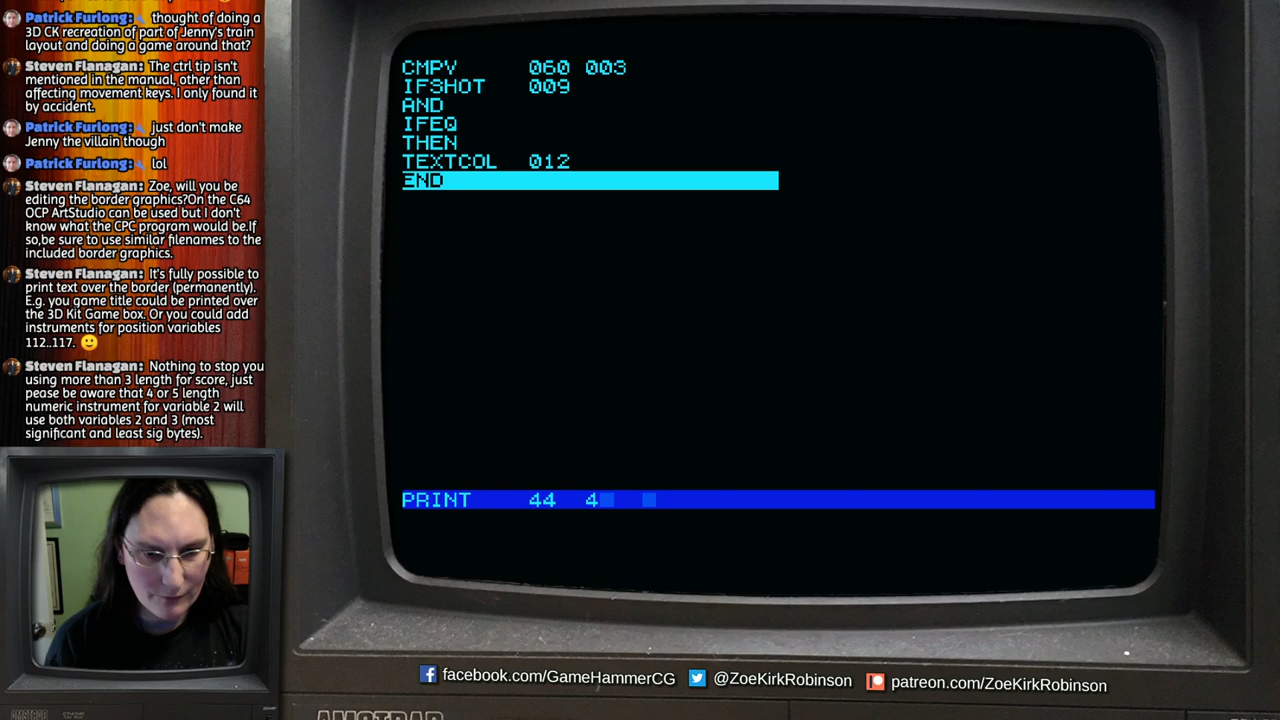 Patrick Furlong: thought of doing a
3D CK recreation of part of Jenny's train
layout and doing a game around that?
Steven Flanagan: The ctrl tip isn't
mentioned in the manual, other than
affecting movement keys. I only found it
by accident.
Patrick Furlong: just don't make
Jenny the villain though
Patrick Furlong: lol
Steven Flanagan: Zoe, will you be
editing the border graphics?On the C64
OCP ArtStudio can be used but I don't
know what the CPC program would be.If
so,be sure to use similar filenames to the
included border graphics.
Steven Flanagan: It's fully possible to
print text over the border (permanently).
E.g. you game title could be printed over
the 3D Kit Game box. Or you could add
instruments for position variables
112..117. 🙂
Steven Flanagan: Nothing to stop you
using more than 3 length for score, just
pease be aware that 4 or 5 length
numeric instrument for variable 2 will
use both variables 2 and 3 (most
significant and least sig bytes).
CMPV 060 003
IFSHOT 009
AND
IFEQ
THEN
TEXTCOL 012
END
PRINT 44 4
facebook.com/GameHammerCG @ZoeKirkRobinson patreon.com/ZoeKirkRobinson